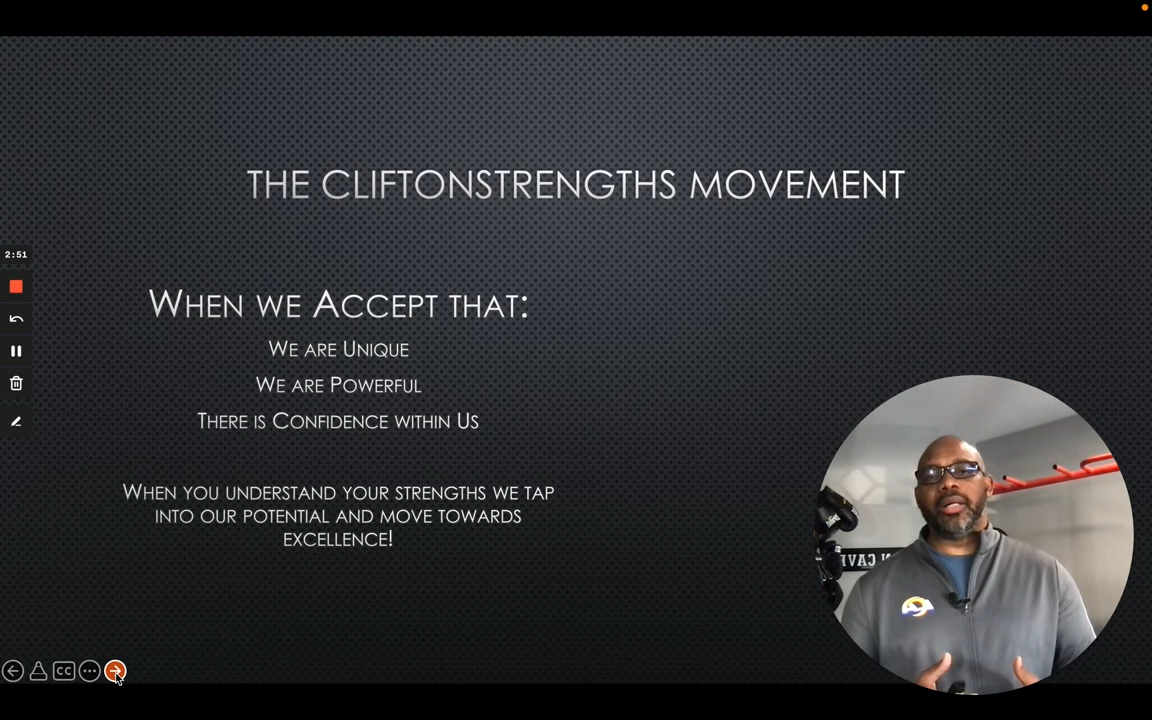 THE CLIFTONSTRENGTHS MOVEMENT
2:51
WHEN WE ACCEPT THAT:
WE ARE UNIQUE
WE ARE POWERFUL
THERE IS CONFIDENCE WITHIN US
WHEN YOU UNDERSTAND YOUR STRENGTHS WE TAP
INTO OUR POTENTIAL AND MOVE TOWARDS
EXCELLENCE!
CC